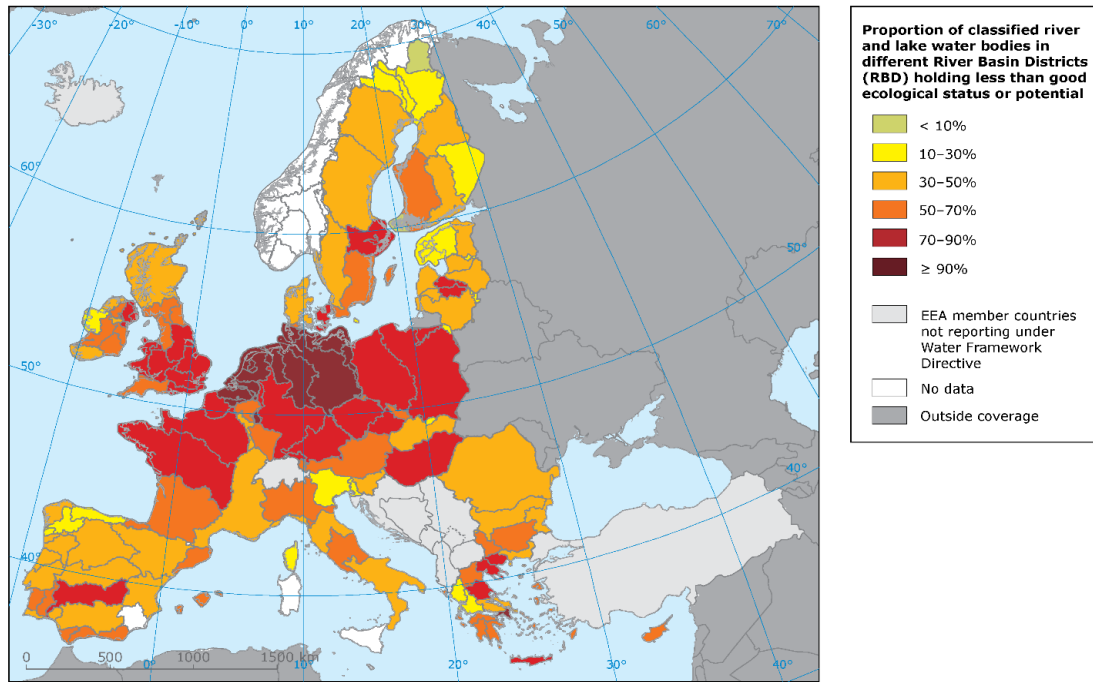 -30° -20° -10° 0° 10° 20° 30° 40° 50° 60° 70°
60°
50°
40°
60°
50°
40°
0 500 1000 1500 km
0° 10° 20° 30° 40°
Proportion of classified river
and lake water bodies in
different River Basin Districts
(RBD) holding less than good
ecological status or potential
< 10%
10–30%
30–50%
50–70%
70–90%
≥ 90%
EEA member countries
not reporting under
Water Framework
Directive
No data
Outside coverage